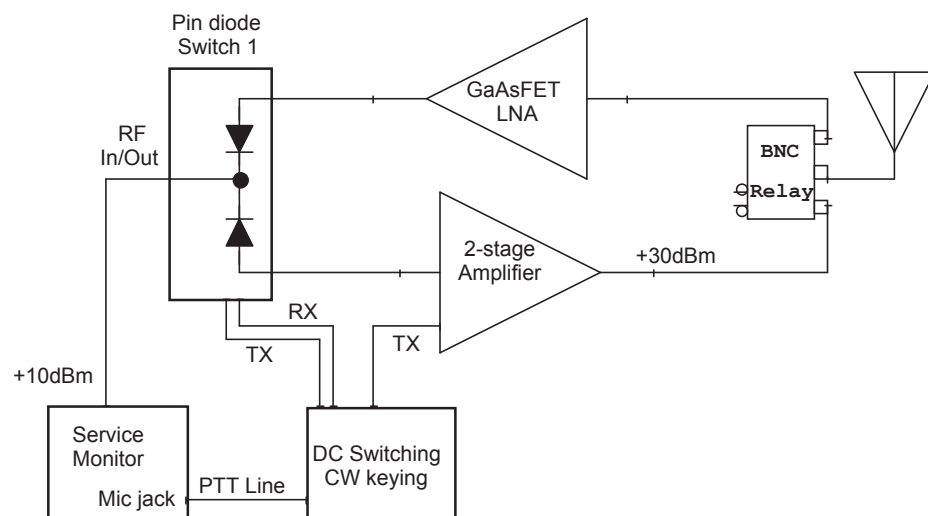 Pin diode
Switch 1
GaAsFET
LNA
RF
In/Out
BNC
Relay
2-stage
Amplifier
+30dBm
RX
TX
TX
+10dBm
Service
Monitor
Mic jack
PTT Line
DC Switching
CW keying